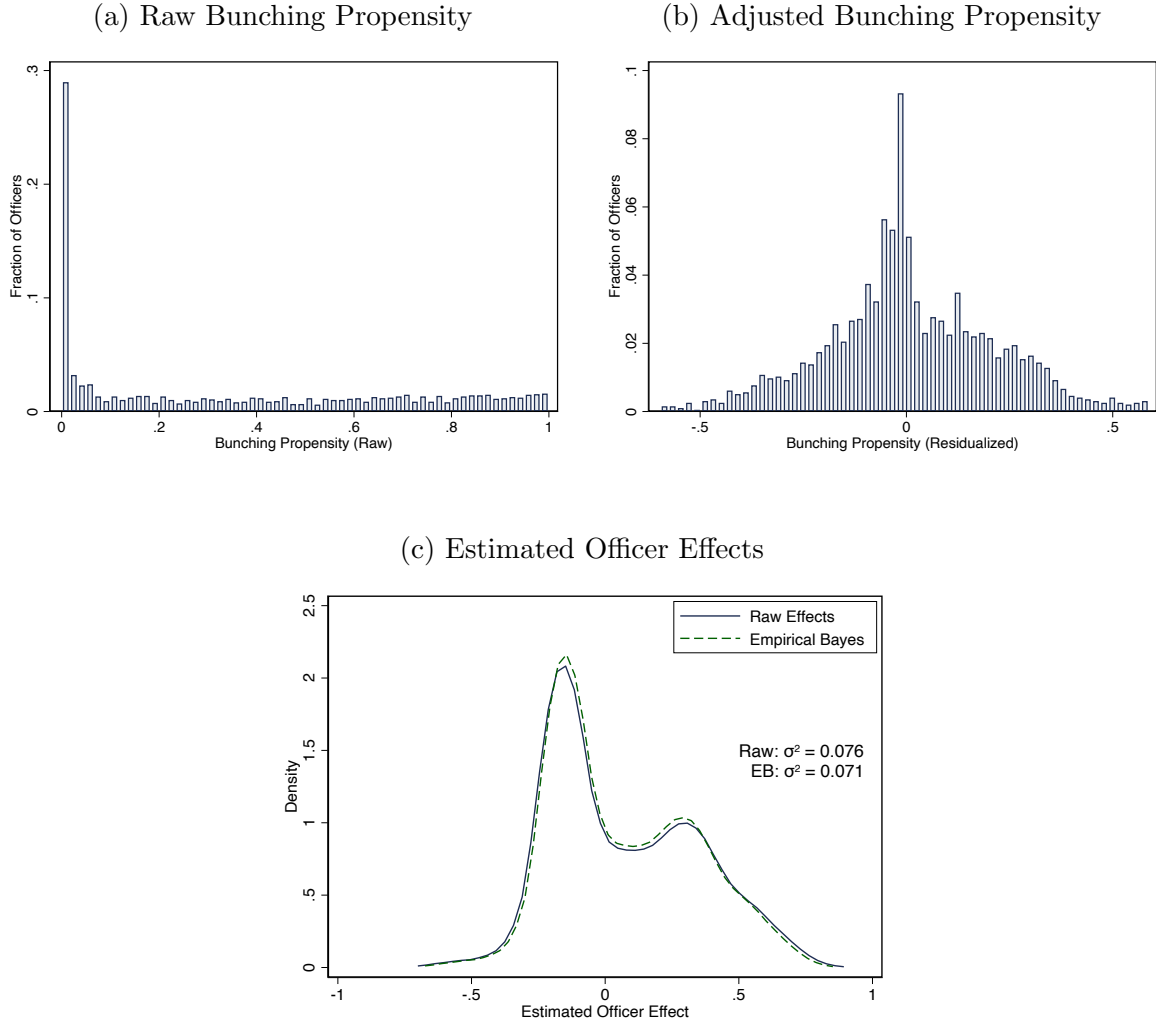 (a) Raw Bunching Propensity
Fraction of Officers
.3
.2
.1
0
0
.2
.4
.6
.8
1
Bunching Propensity (Raw)
(b) Adjusted Bunching Propensity
Fraction of Officers
.1
.08
.06
.04
.02
0
-.5
0
.5
Bunching Propensity (Residualized)
(c) Estimated Officer Effects
Density
2.5
2
1.5
1
.5
0
Raw Effects
Empirical Bayes
Raw: σ² = 0.076
EB: σ² = 0.071
-1
-.5
0
.5
1
Estimated Officer Effect